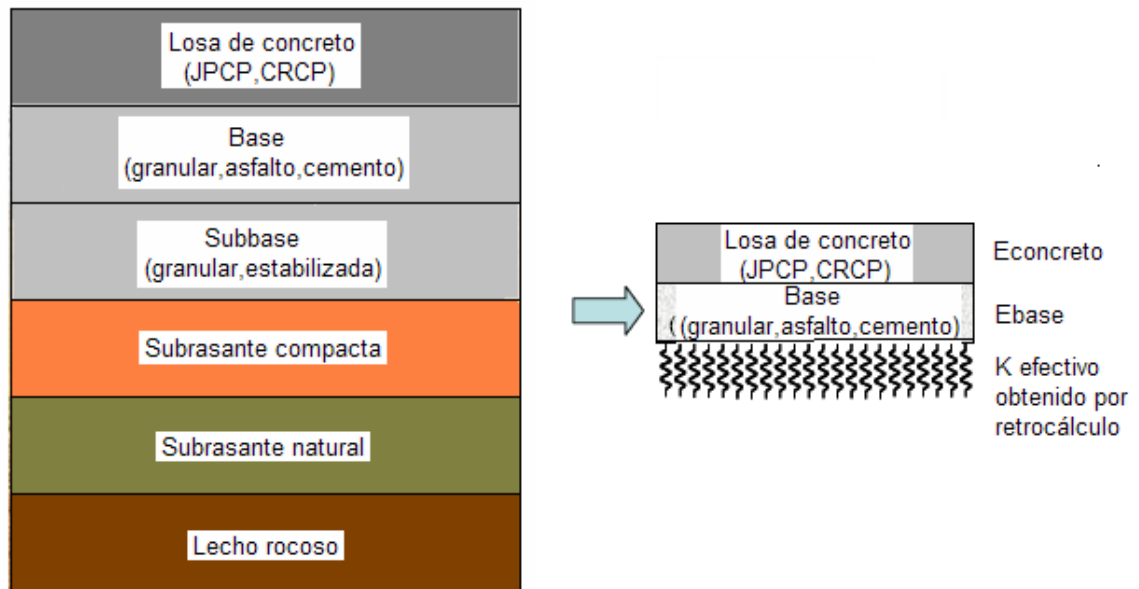 Losa de concreto
(JPCP,CRCP)
Base
(granular,asfalto,cemento)
Subbase
(granular,estabilizada)
Subrasante compacta
Subrasante natural
Lecho rocoso
Losa de concreto
(JPCP,CRCP)
Base
((granular,asfalto,cemento)
Econcreto
Ebase
K efectivo
obtenido por
retrocálculo